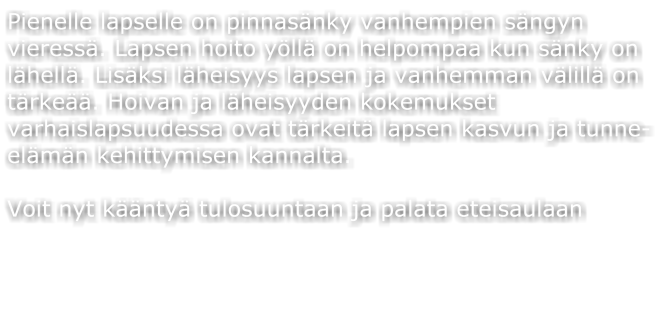 Pienelle lapselle on pinnasänky vanhempien sängyn
vieressä. Lapsen hoito yöllä on helpompaa kun sänky on
lähellä. Lisäksi läheisyys lapsen ja vanhemman välillä on
tärkeää. Hoivan ja läheisyyden kokemukset
varhaislapsuudessa ovat tärkeitä lapsen kasvun ja tunne-
elämän kehittymisen kannalta.

Voit nyt kääntyä tulosuuntaan ja palata eteisaulaan